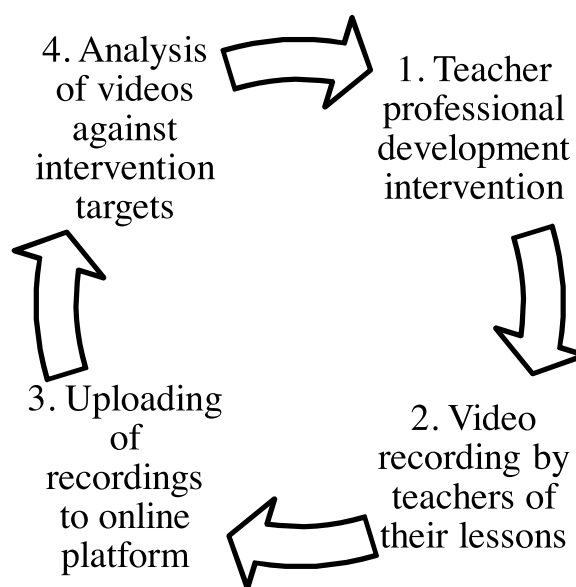 1. Teacher
professional
development
intervention
2. Video
recording by
teachers of
their lessons
3. Uploading
of
recordings
to online
platform
4. Analysis
of videos
against
intervention
targets